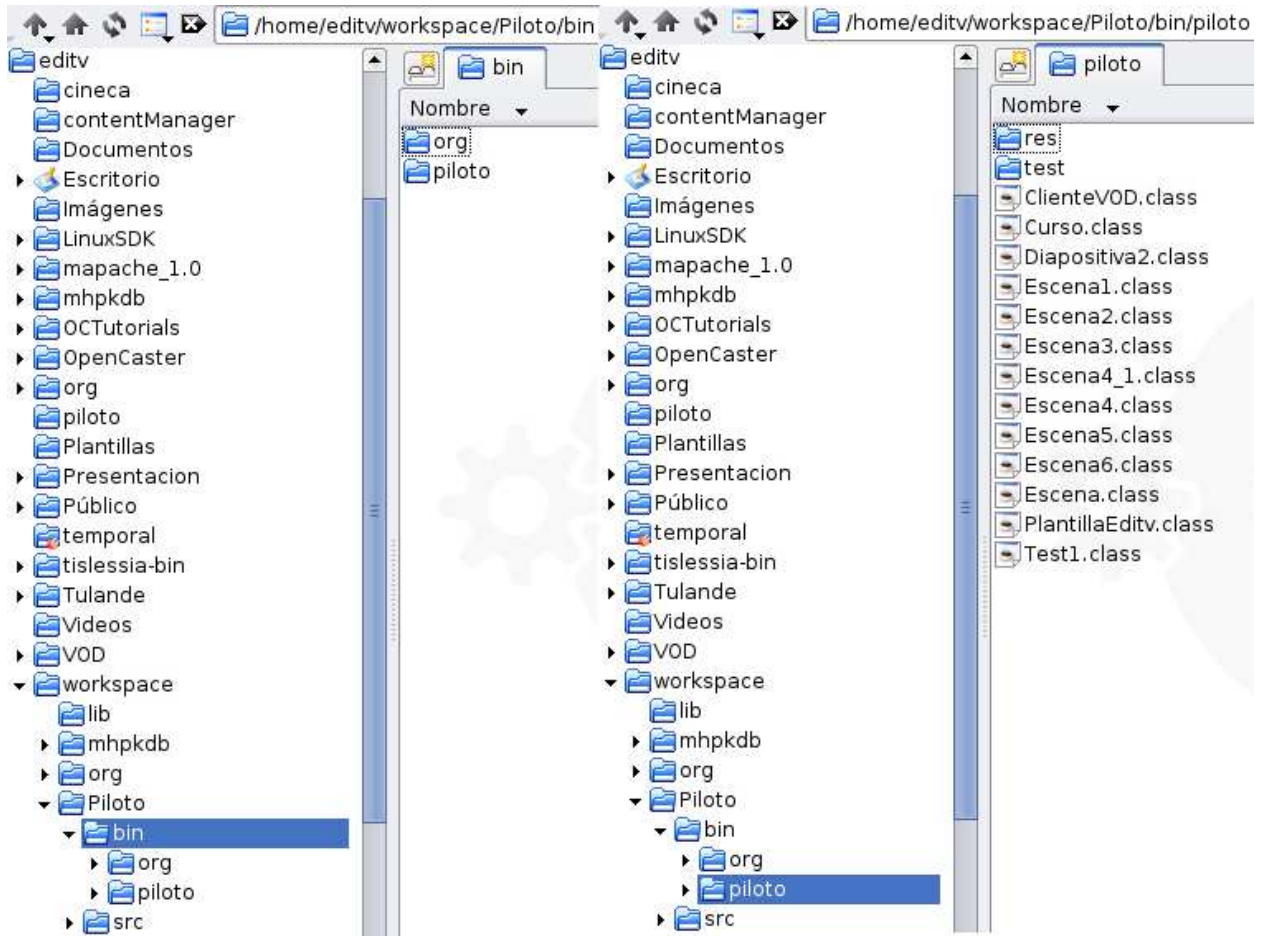 /home/editv/workspace/Piloto/bin
editv
cineca
contentManager
Documentos
Escritorio
Imágenes
LinuxSDK
mapache_1.0
mhpkdb
OCTutorials
OpenCaster
org
piloto
Plantillas
Presentacion
Público
temporal
tislessia-bin
Tulande
Videos
VOD
workspace
lib
mhpkdb
org
Piloto
bin
org
piloto
src
bin
Nombre
org
piloto
/home/editv/workspace/Piloto/bin/piloto
editv
cineca
contentManager
Documentos
Escritorio
Imágenes
LinuxSDK
mapache_1.0
mhpkdb
OCTutorials
OpenCaster
org
piloto
Plantillas
Presentacion
Público
temporal
tislessia-bin
Tulande
Videos
VOD
workspace
lib
mhpkdb
org
Piloto
bin
org
piloto
src
piloto
Nombre
res
test
ClienteVOD.class
Curso.class
Diapositiva2.class
Escena1.class
Escena2.class
Escena3.class
Escena4_1.class
Escena4.class
Escena5.class
Escena6.class
Escena.class
PlantillaEditv.class
Test1.class